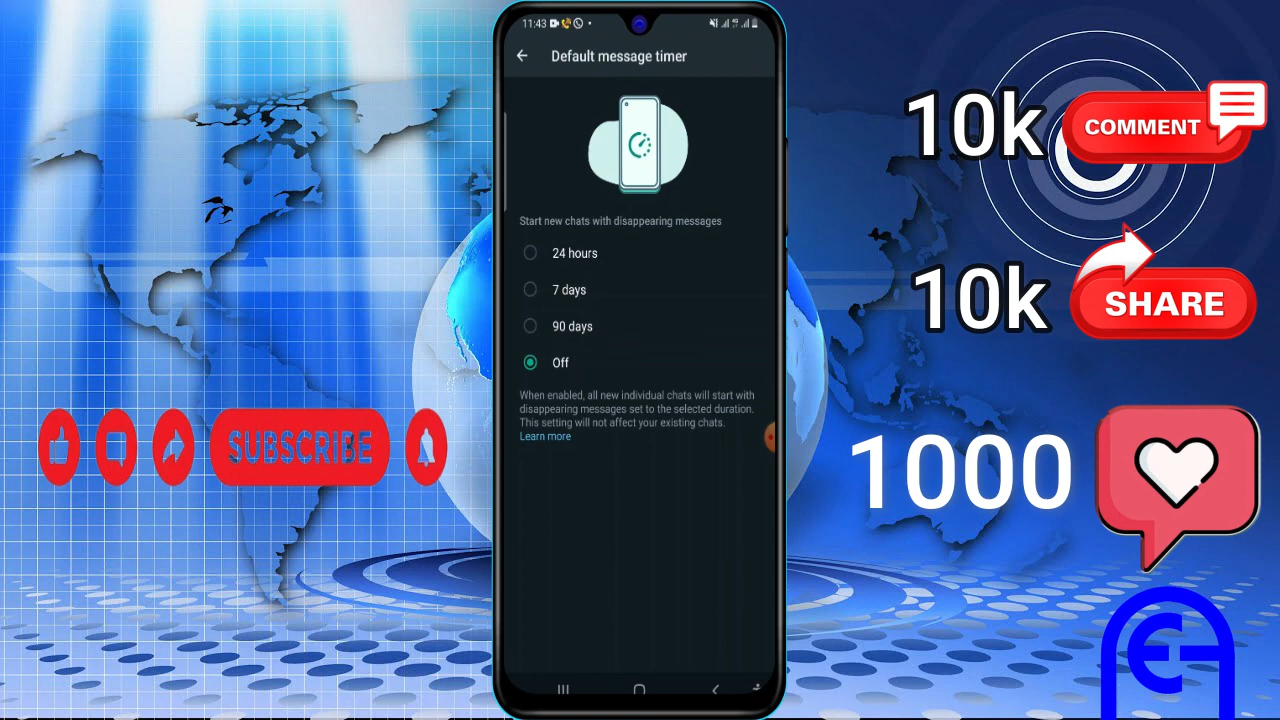 11:43
Default message timer
Start new chats with disappearing messages
24 hours
7 days
90 days
Off
When enabled, all new individual chats will start with
disappearing messages set to the selected duration.
This setting will not affect your existing chats.
Learn more
SUBSCRIBE
10k COMMENT
10k SHARE
1000